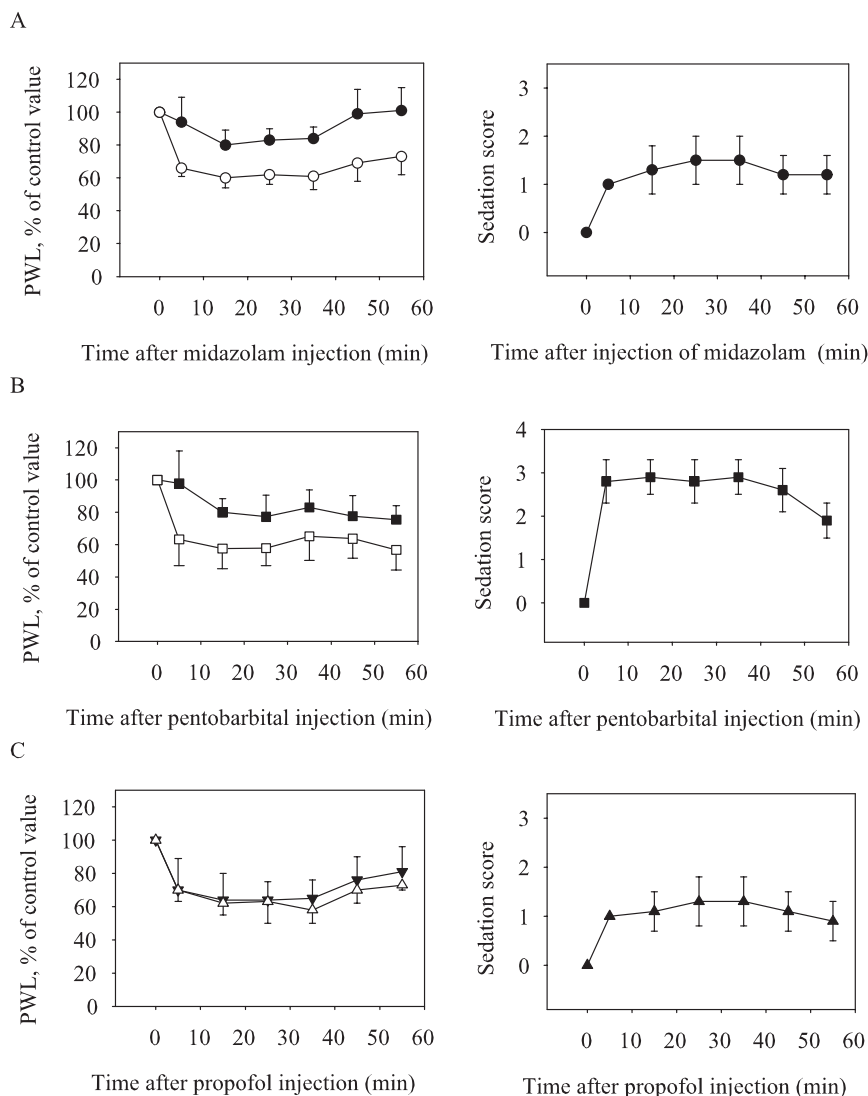 A
PWL, % of control value
120
100
80
60
40
20
0
0 10 20 30 40 50 60
Time after midazolam injection (min)
Sedation score
3
2
1
0
0 10 20 30 40 50 60
Time after injection of midazolam (min)
B
PWL, % of control value
120
100
80
60
40
20
0
0 10 20 30 40 50 60
Time after pentobarbital injection (min)
Sedation score
4
3
2
1
0
0 10 20 30 40 50 60
Time after pentobarbital injection (min)
C
PWL, % of control value
120
100
80
60
40
20
0
0 10 20 30 40 50 60
Time after propofol injection (min)
Sedation score
3
2
1
0
0 10 20 30 40 50 60
Time after propofol injection (min)